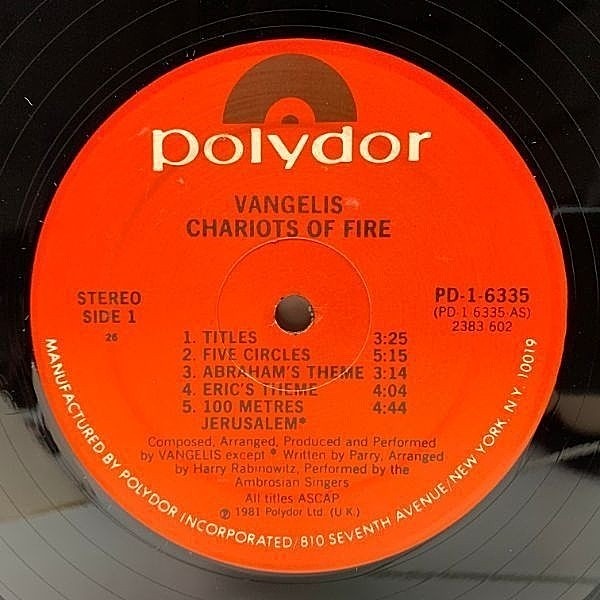 polydor
VANGELIS
CHARIOTS OF FIRE
STEREO
SIDE 1
26
PD-1-6335
(PD-1 6335-AS)
2383 602
1. TITLES 3:25
2. FIVE CIRCLES 5:15
3. ABRAHAM'S THEME 3:14
4. ERIC'S THEME 4:04
5. 100 METRES 4:44
JERUSALEM*
Composed, Arranged, Produced and Performed
by VANGELIS except * Written by Parry, Arranged
by Harry Rabinowitz, Performed by the
Ambrosian Singers
All titles ASCAP
℗ 1981 Polydor Ltd. (U.K.)
MANUFACTURED BY POLYDOR INCORPORATED/810 SEVENTH AVENUE/NEW YORK, N.Y. 10019